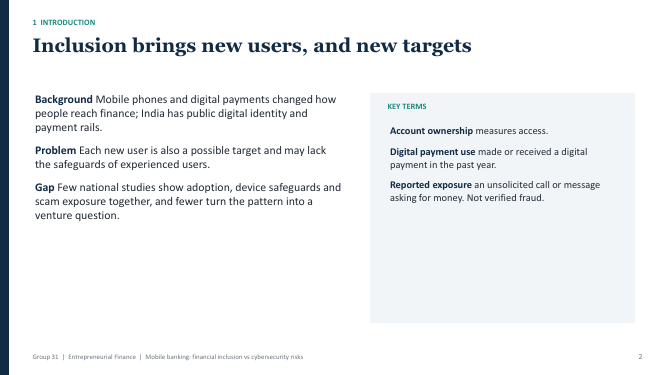 1 INTRODUCTION
Inclusion brings new users, and new targets
Background Mobile phones and digital payments changed how
people reach finance; India has public digital identity and
payment rails.
Problem Each new user is also a possible target and may lack
the safeguards of experienced users.
Gap Few national studies show adoption, device safeguards and
scam exposure together, and fewer turn the pattern into a
venture question.
KEY TERMS
Account ownership measures access.
Digital payment use made or received a digital
payment in the past year.
Reported exposure an unsolicited call or message
asking for money. Not verified fraud.
Group 31 | Entrepreneurial Finance | Mobile banking: financial inclusion vs cybersecurity risks
2